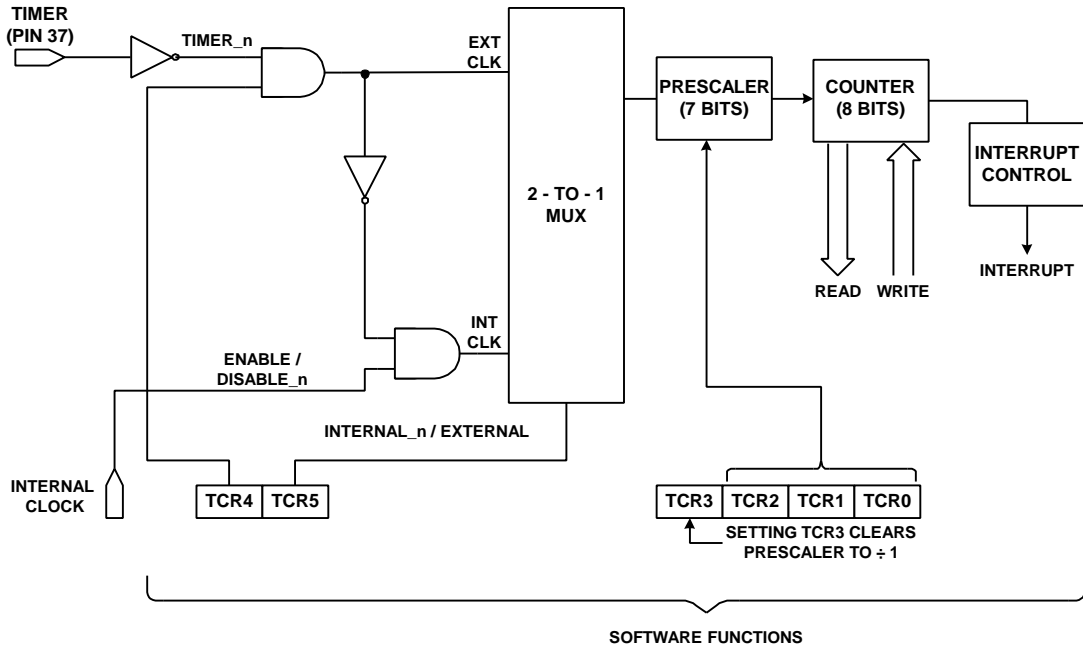 TIMER
(PIN 37)
TIMER_n
EXT
CLK
PRESCALER
(7 BITS)
COUNTER
(8 BITS)
INTERRUPT
CONTROL
2 - TO - 1
MUX
READ
WRITE
INTERRUPT
INT
CLK
ENABLE /
DISABLE_n
INTERNAL_n / EXTERNAL
INTERNAL
CLOCK
TCR4
TCR5
TCR3
TCR2
TCR1
TCR0
SETTING TCR3 CLEARS
PRESCALER TO ÷ 1
SOFTWARE FUNCTIONS